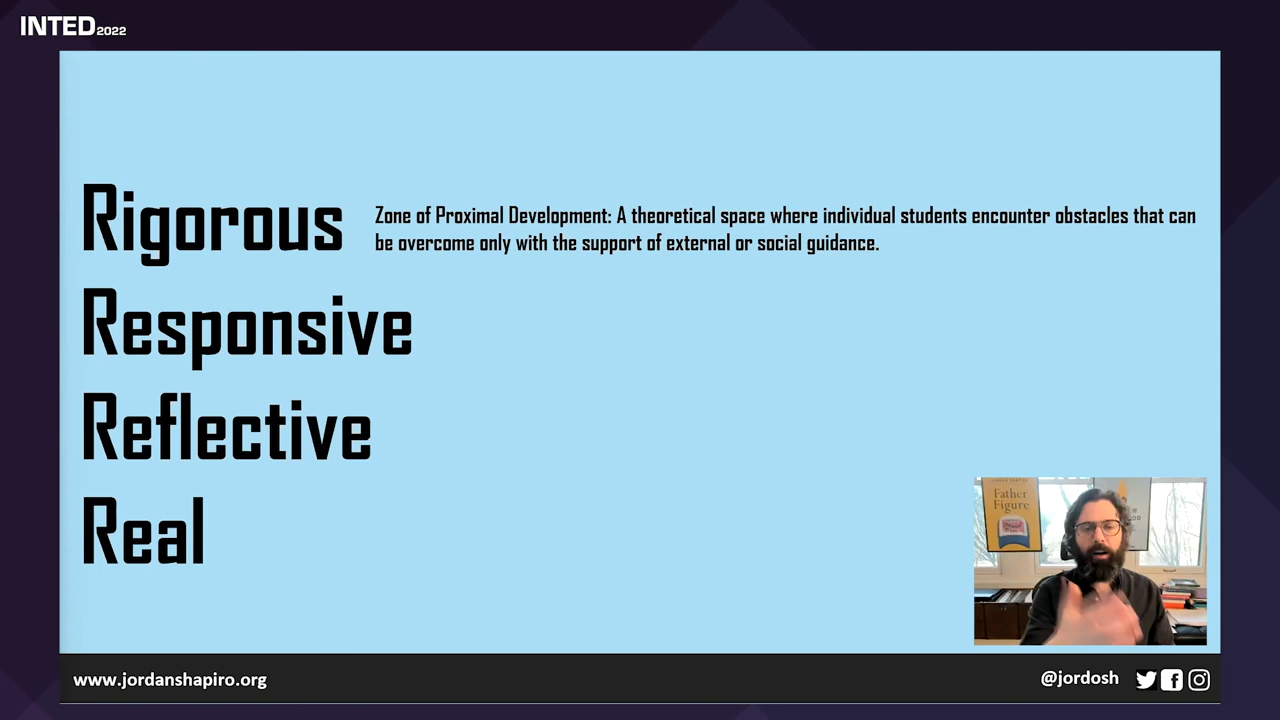 INTED2022
Rigorous
Zone of Proximal Development: A theoretical space where individual students encounter obstacles that can
be overcome only with the support of external or social guidance.
Responsive
Reflective
Real
Father
Figure
www.jordanshapiro.org
@jordosh